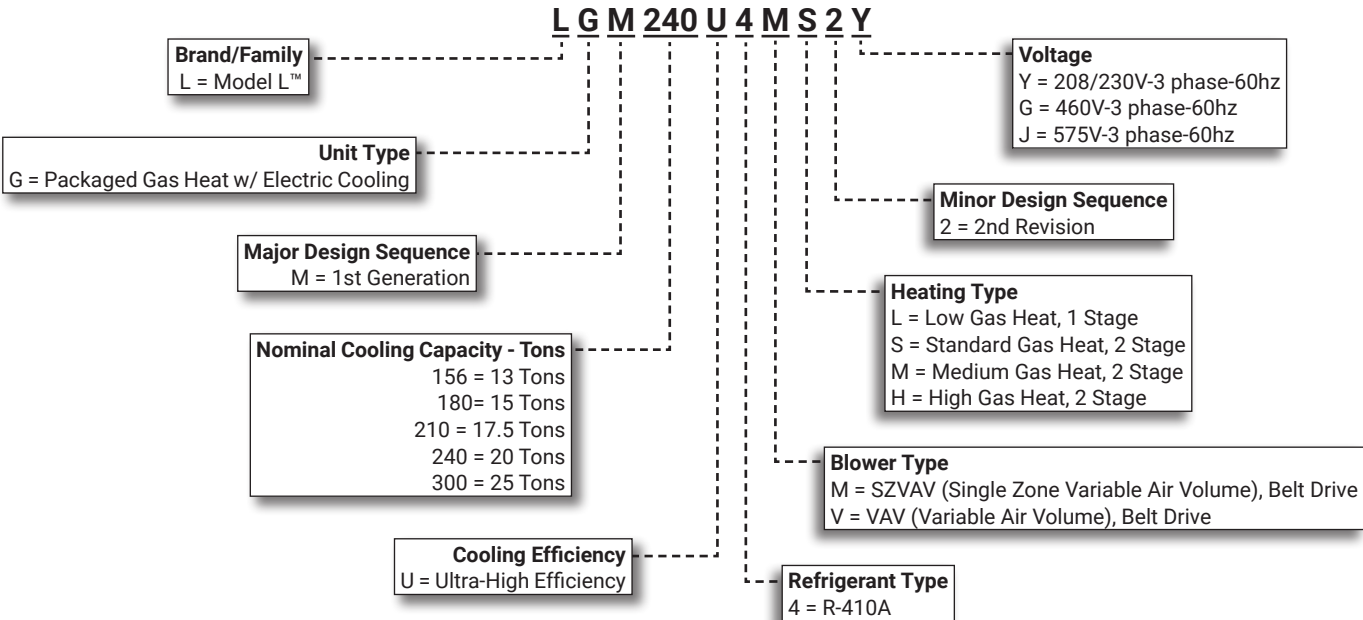 L G M 240 U 4 M S 2 Y
Brand/Family
L = Model L™
Unit Type
G = Packaged Gas Heat w/ Electric Cooling
Major Design Sequence
M = 1st Generation
Nominal Cooling Capacity - Tons
156 = 13 Tons
180= 15 Tons
210 = 17.5 Tons
240 = 20 Tons
300 = 25 Tons
Cooling Efficiency
U = Ultra-High Efficiency
Voltage
Y = 208/230V-3 phase-60hz
G = 460V-3 phase-60hz
J = 575V-3 phase-60hz
Minor Design Sequence
2 = 2nd Revision
Heating Type
L = Low Gas Heat, 1 Stage
S = Standard Gas Heat, 2 Stage
M = Medium Gas Heat, 2 Stage
H = High Gas Heat, 2 Stage
Blower Type
M = SZVAV (Single Zone Variable Air Volume), Belt Drive
V = VAV (Variable Air Volume), Belt Drive
Refrigerant Type
4 = R-410A